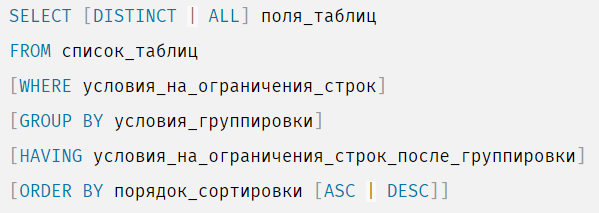 SELECT [DISTINCT | ALL] поля_таблиц
FROM список_таблиц
[WHERE условия_на_ограничения_строк]
[GROUP BY условия_группировки]
[HAVING условия_на_ограничения_строк_после_группировки]
[ORDER BY порядок_сортировки [ASC | DESC]]